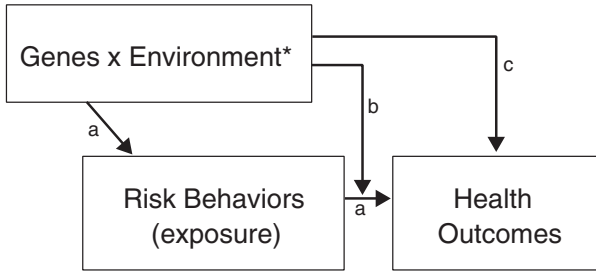 Genes x Environment*
c
a
b
Risk Behaviors
(exposure)
a
Health
Outcomes